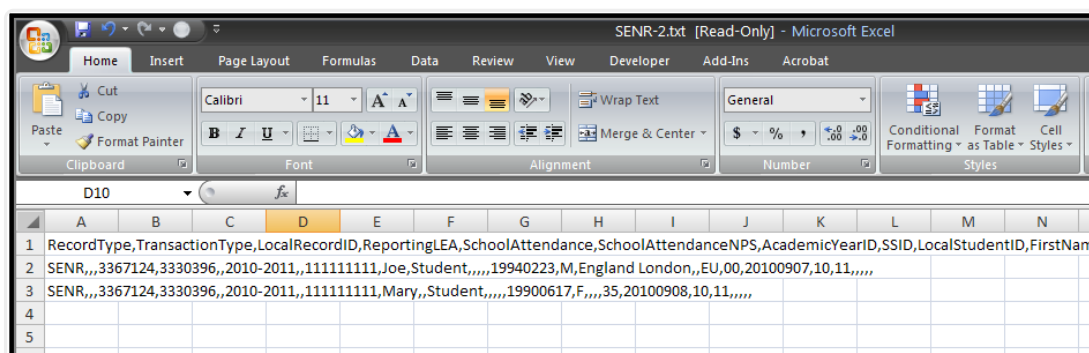 SENR-2.txt [Read-Only] - Microsoft Excel
Home Insert Page Layout Formulas Data Review View Developer Add-Ins Acrobat
Cut
Copy
Format Painter
Paste
Calibri 11 A A
B I U A
Wrap Text
Merge & Center
General
$ % , .0 .00 .00 .0
Conditional Formatting
Format as Table
Cell Styles
Clipboard Font Alignment Number Styles
D10 fx
A B C D E F G H I J K L M N
1 RecordType,TransactionType,LocalRecordID,ReportingLEA,SchoolAttendance,SchoolAttendanceNPS,AcademicYearID,SSID,LocalStudentID,FirstNam
2 SENR,,,3367124,3330396,,2010-2011,,111111111,Joe,Student,,,,,19940223,M,England London,,EU,00,20100907,10,11,,,,,
3 SENR,,,3367124,3330396,,2010-2011,,111111111,Mary,,Student,,,,,19900617,F,,,,35,20100908,10,11,,,,,
4
5